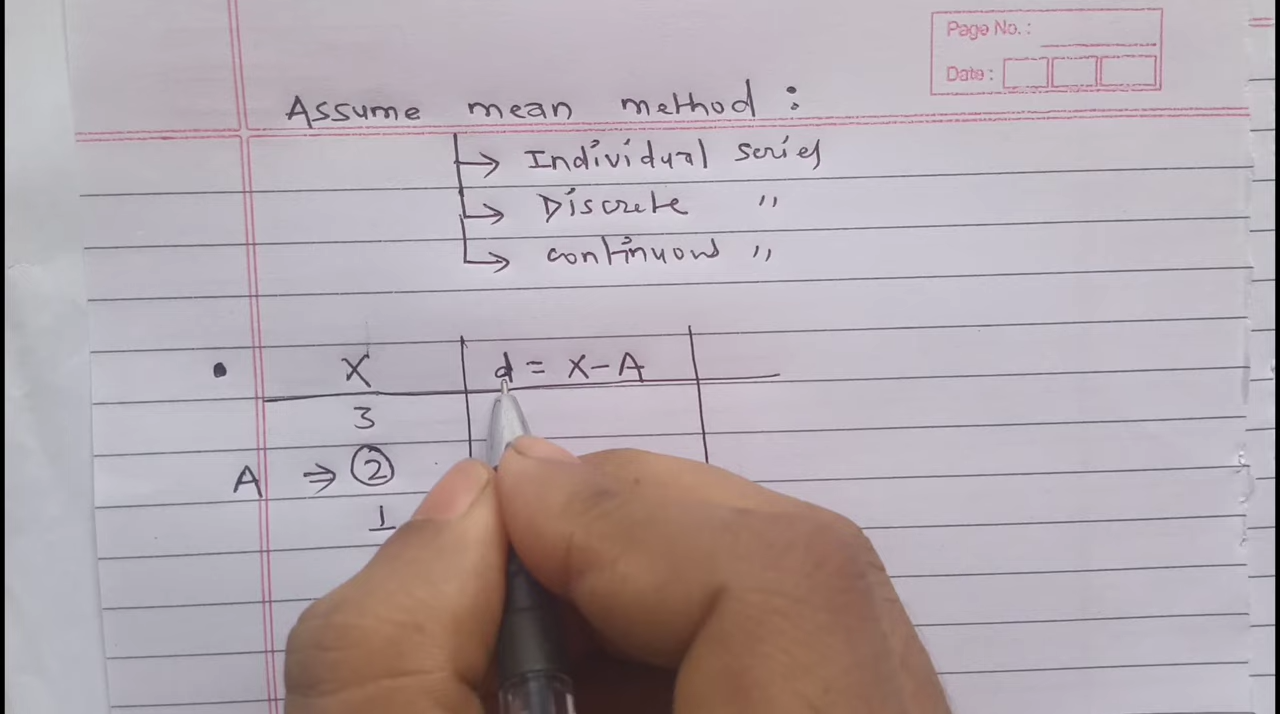 Page No. :
Date :
Assume mean method :
→ Individual series
→ Discrete "
→ continuous "
• X d = X - A
3
A ⇒ 2
1